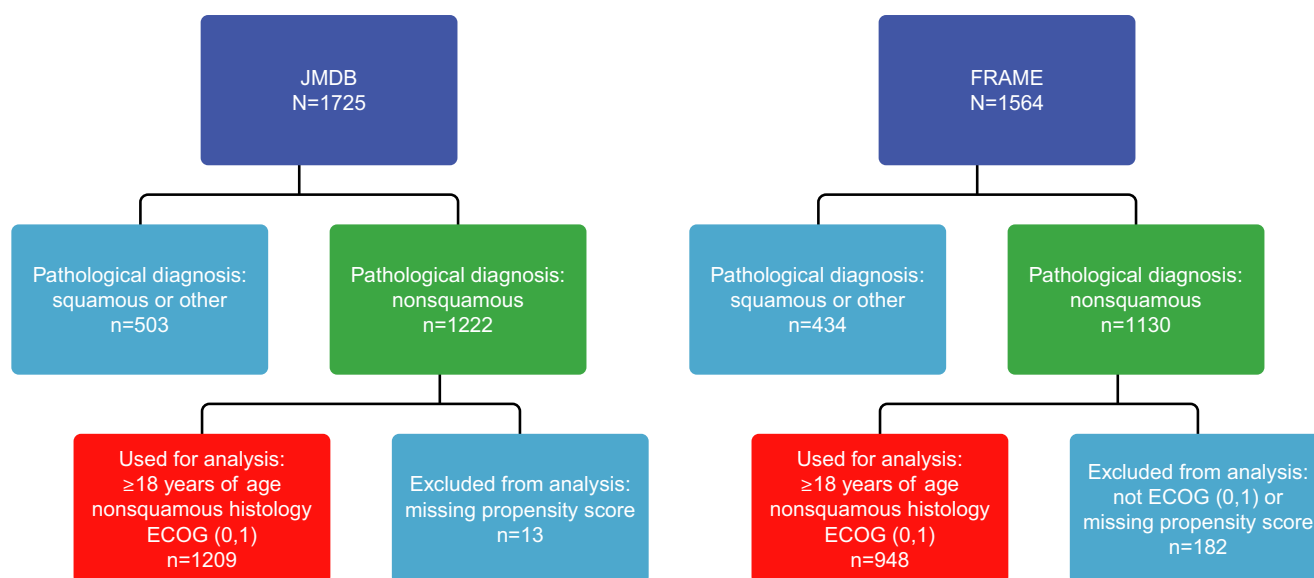 JMDB
N=1725
FRAME
N=1564
Pathological diagnosis:
squamous or other
n=503
Pathological diagnosis:
nonsquamous
n=1222
Pathological diagnosis:
squamous or other
n=434
Pathological diagnosis:
nonsquamous
n=1130
Used for analysis:
≥18 years of age
nonsquamous histology
ECOG (0,1)
n=1209
Excluded from analysis:
missing propensity score
n=13
Used for analysis:
≥18 years of age
nonsquamous histology
ECOG (0,1)
n=948
Excluded from analysis:
not ECOG (0,1) or
missing propensity score
n=182